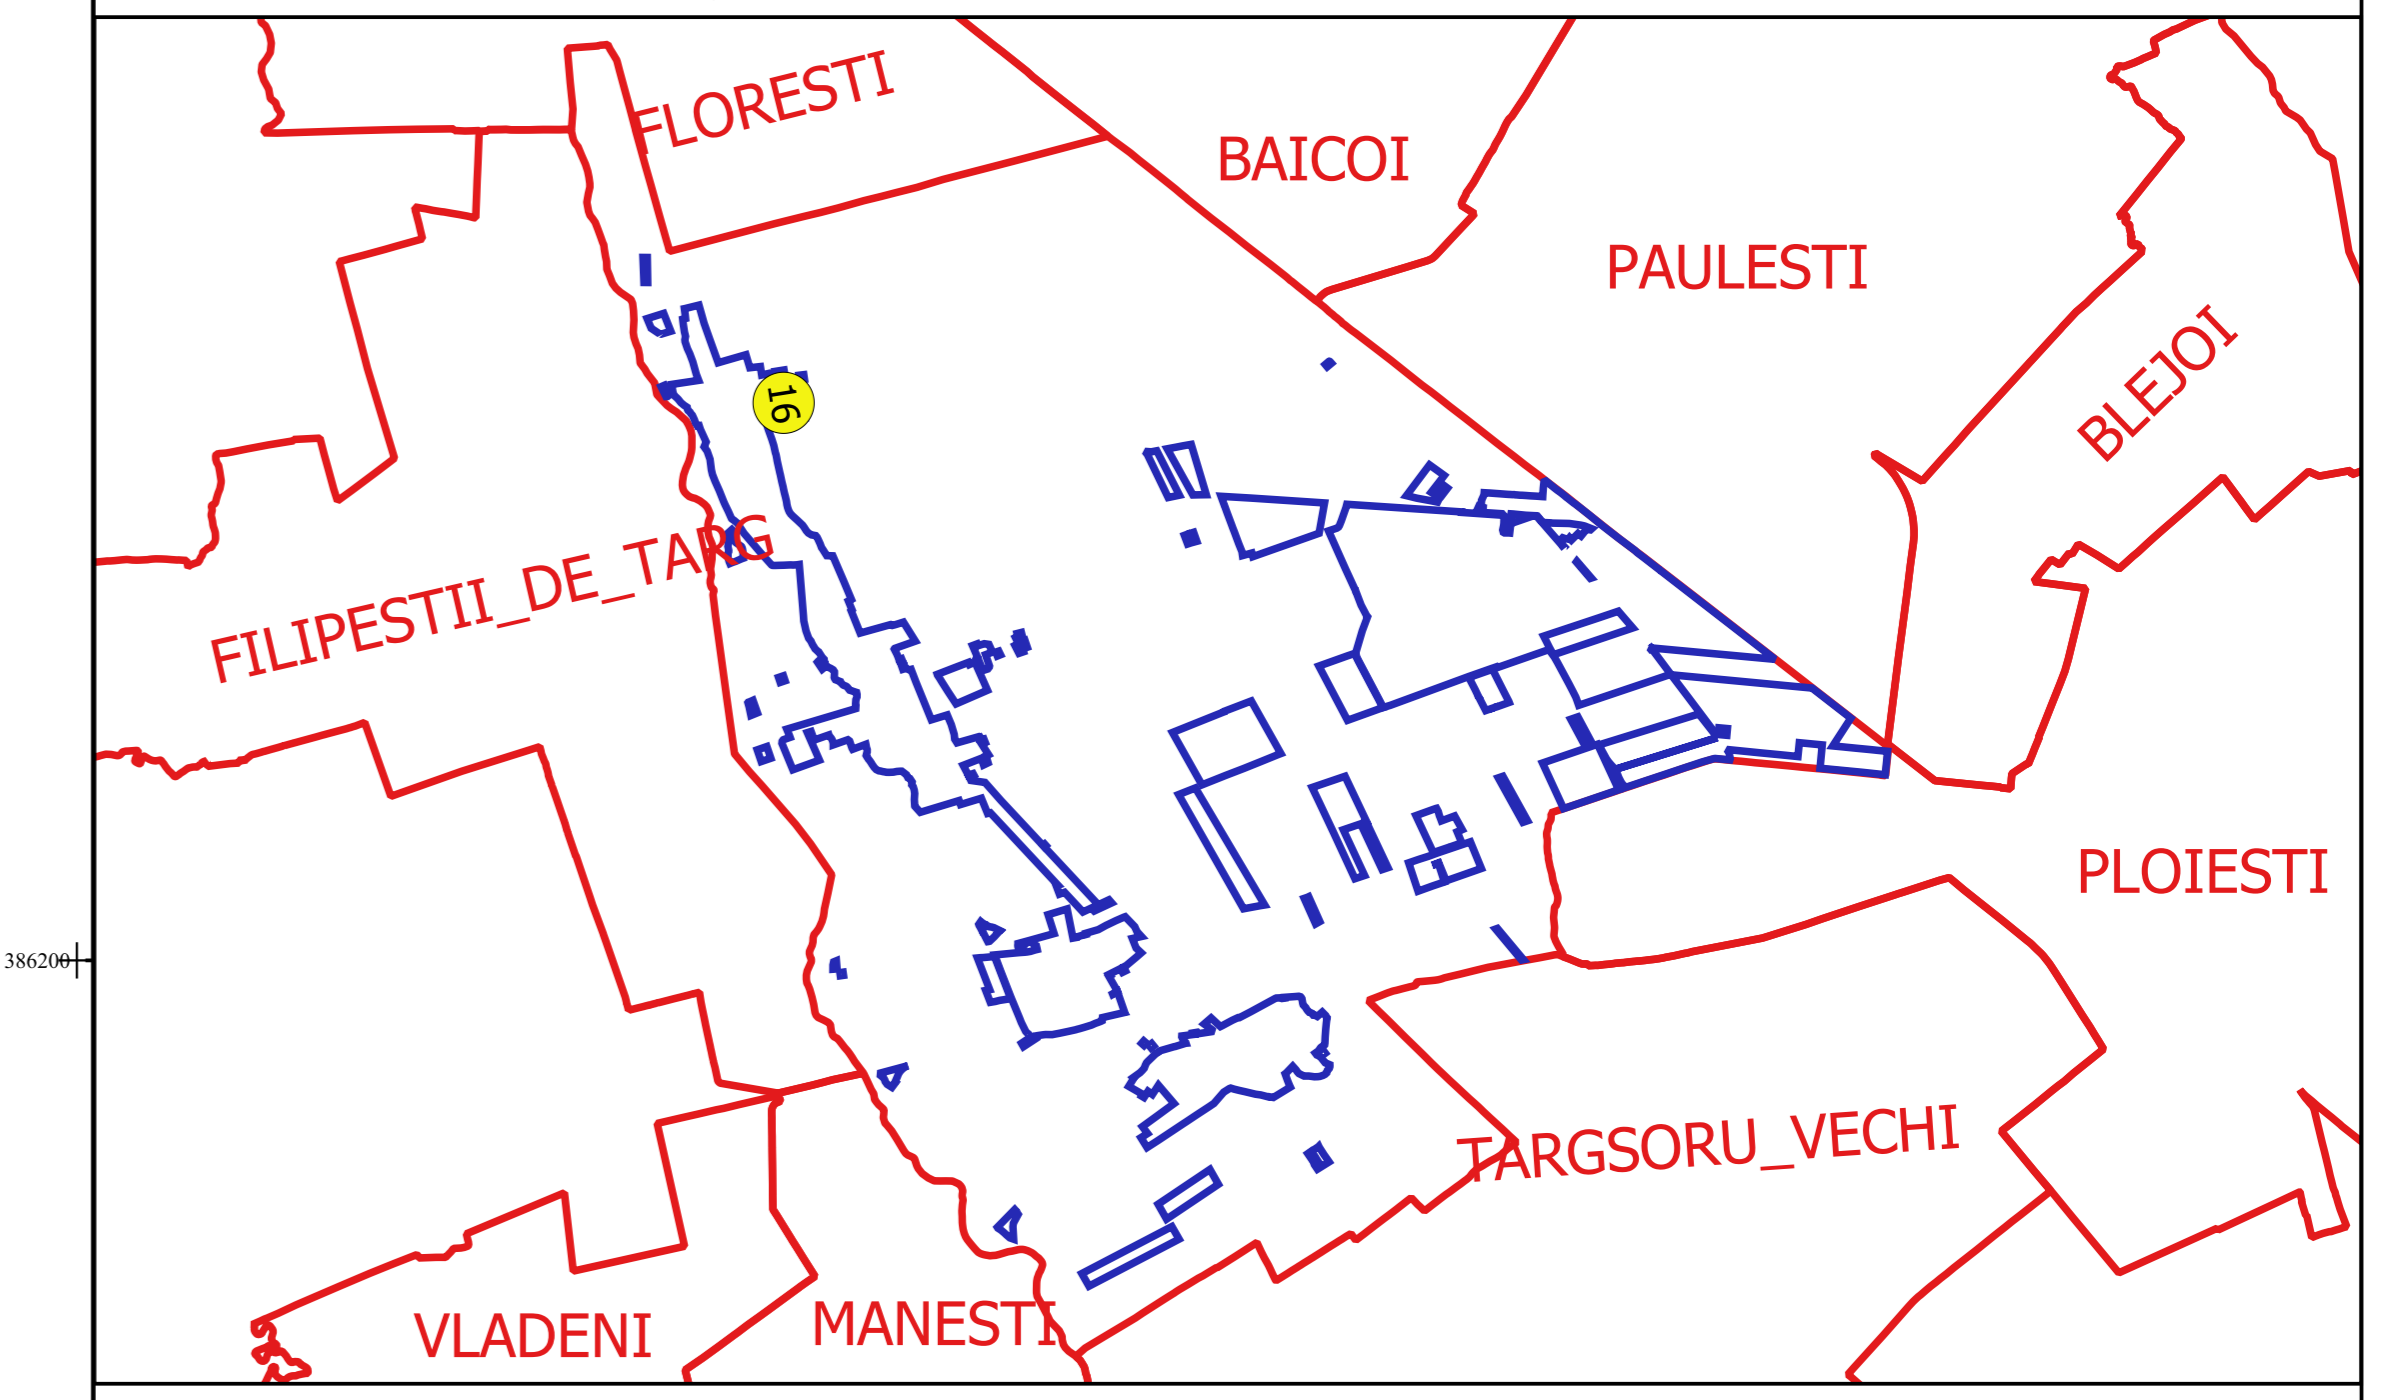 FLORESTI
BAICOI
PAULESTI
BLEJOI
16
FILIPESTII_DE_TARG
PLOIESTI
386200
TARGSORU_VECHI
MANESTI
VLADENI